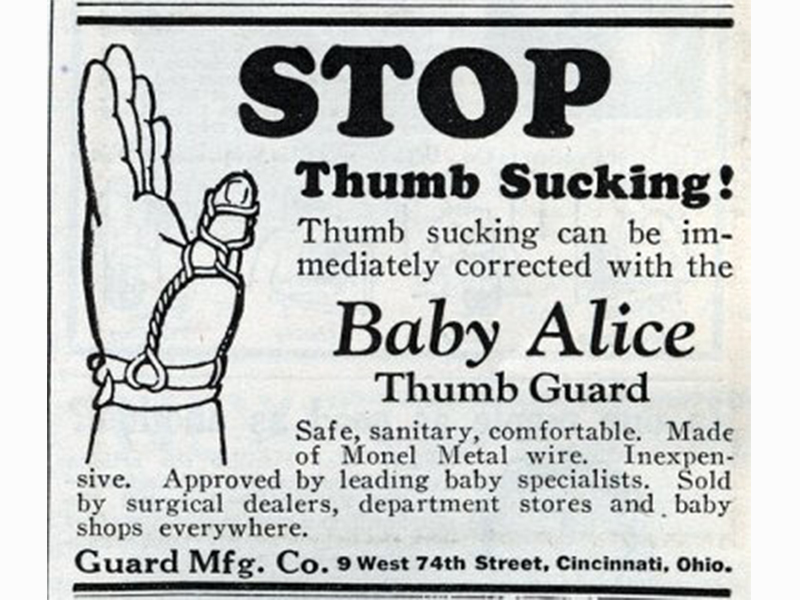 STOP
Thumb Sucking!
Thumb sucking can be im-
mediately corrected with the
Baby Alice
Thumb Guard
Safe, sanitary, comfortable. Made
of Monel Metal wire. Inexpen-
sive. Approved by leading baby specialists. Sold
by surgical dealers, department stores and baby
shops everywhere.
Guard Mfg. Co. 9 West 74th Street, Cincinnati, Ohio.